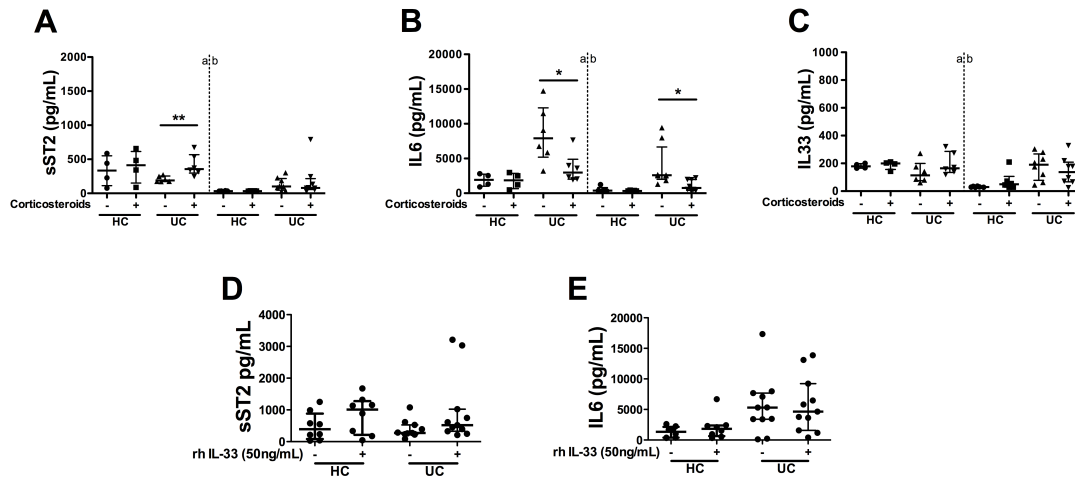 A
sST2 (pg/mL)
2000
1500
1000
500
0
**
a b
Corticosteroids - + - + - + - +
HC UC HC UC
B
IL6 (pg/mL)
20000
15000
10000
5000
0
*
a b
*
Corticosteroids - + - + - + - +
HC UC HC UC
C
IL33 (pg/mL)
1000
800
600
400
200
0
a b
Corticosteroids - + - + - + - +
HC UC HC UC
D
sST2 pg/mL
4000
3000
2000
1000
0
rh IL-33 (50ng/mL) - + - +
HC UC
E
IL6 (pg/mL)
20000
15000
10000
5000
0
rh IL-33 (50ng/mL) - + - +
HC UC